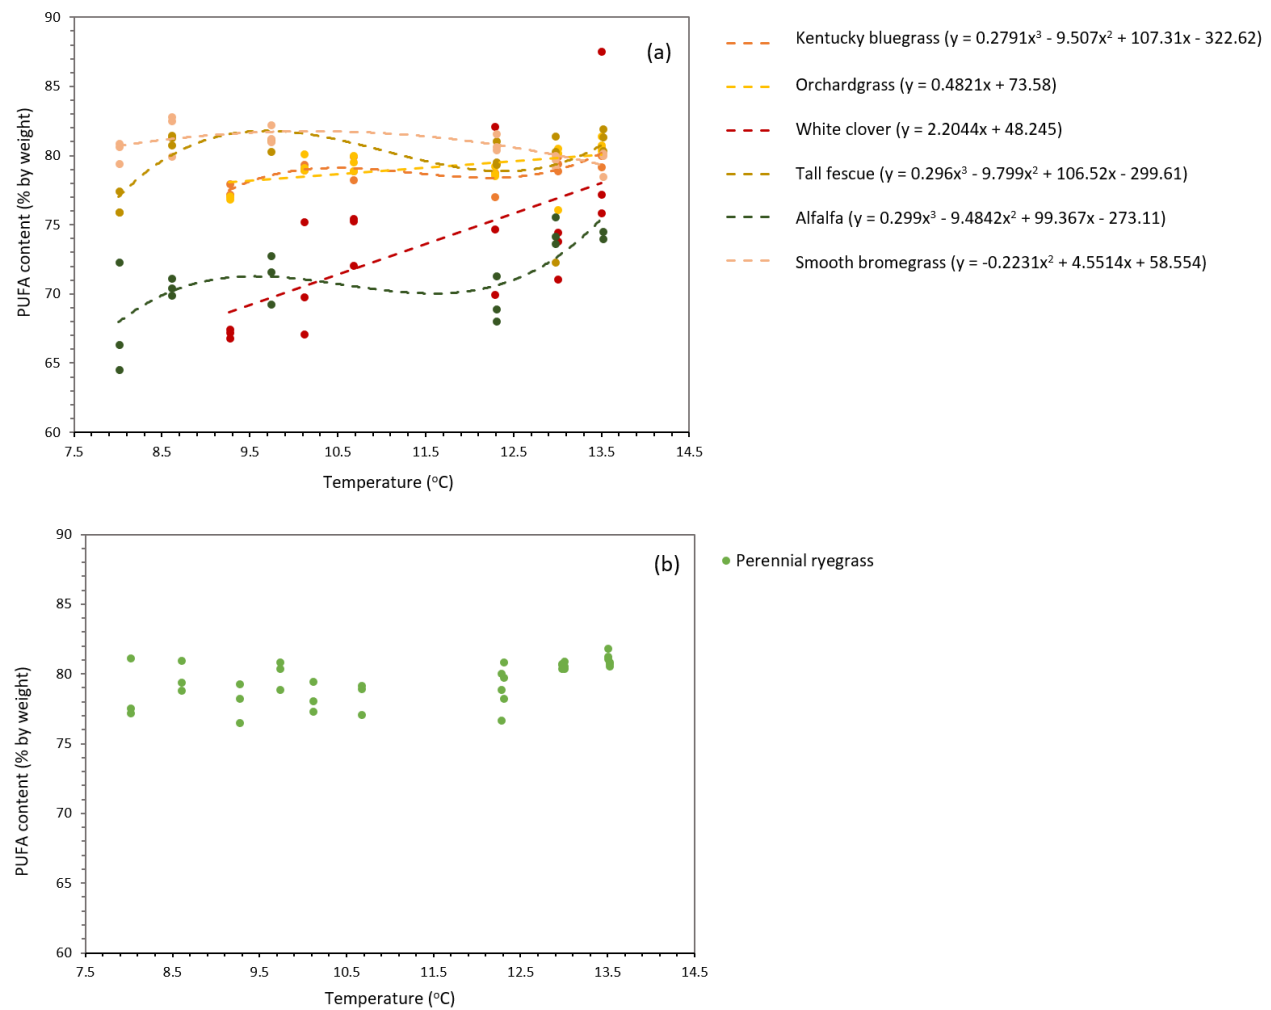 90
(a)
85
80
75
70
65
60
PUFA content (% by weight)
7.5 8.5 9.5 10.5 11.5 12.5 13.5 14.5
Temperature (°C)
Kentucky bluegrass (y = 0.2791x³ - 9.507x² + 107.31x - 322.62)
Orchardgrass (y = 0.4821x + 73.58)
White clover (y = 2.2044x + 48.245)
Tall fescue (y = 0.296x³ - 9.799x² + 106.52x - 299.61)
Alfalfa (y = 0.299x³ - 9.4842x² + 99.367x - 273.11)
Smooth bromegrass (y = -0.2231x² + 4.5514x + 58.554)
90
(b)
85
80
75
70
65
60
PUFA content (% by weight)
7.5 8.5 9.5 10.5 11.5 12.5 13.5 14.5
Temperature (°C)
Perennial ryegrass